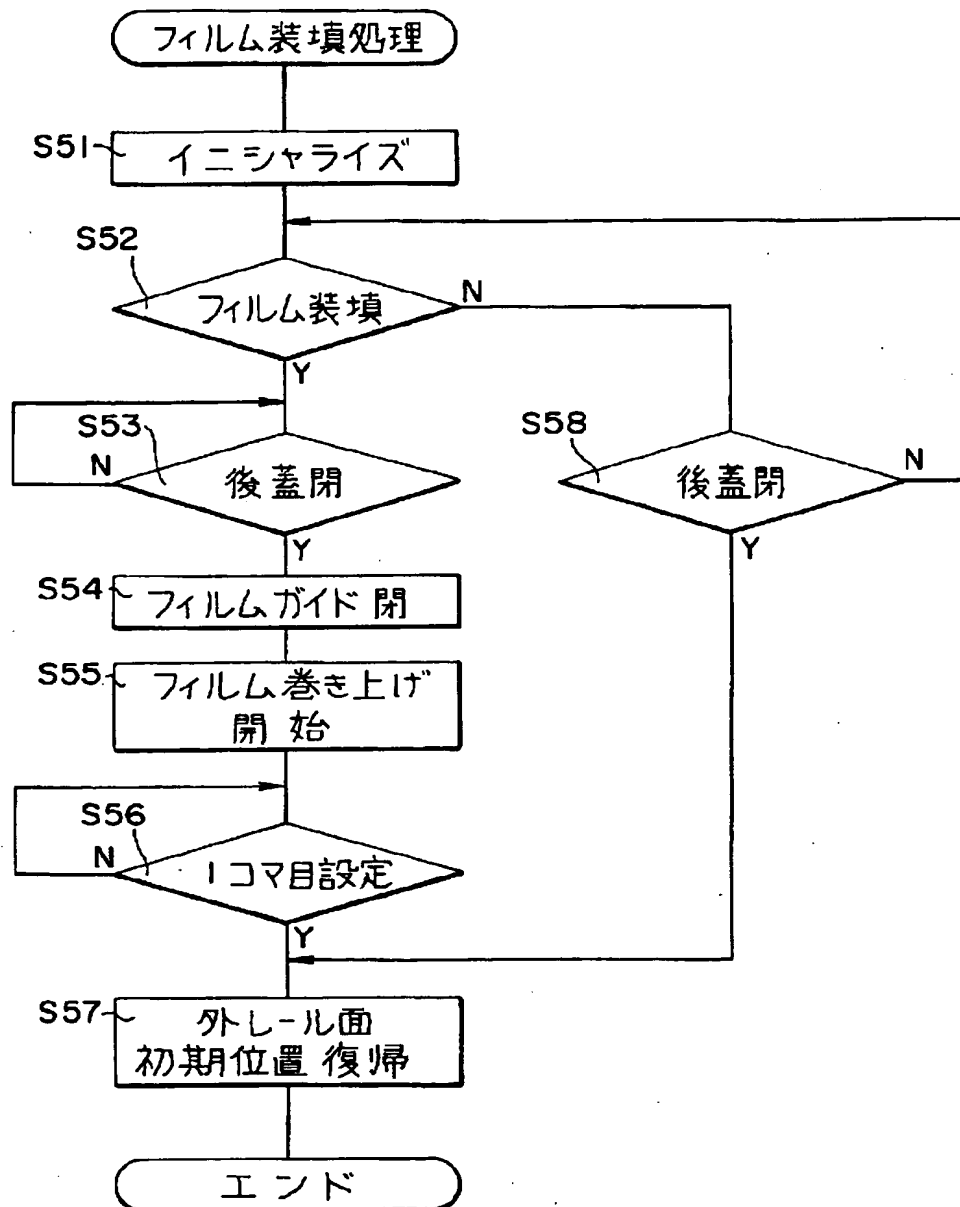 フィルム装填処理
S51
イニシャライズ
S52
フィルム装填
N
Y
S53
後蓋閉
N
Y
S58
後蓋閉
N
Y
S54
フィルムガイド閉
S55
フィルム巻き上げ
開始
S56
1コマ目設定
N
Y
S57
外レール面
初期位置復帰
エンド